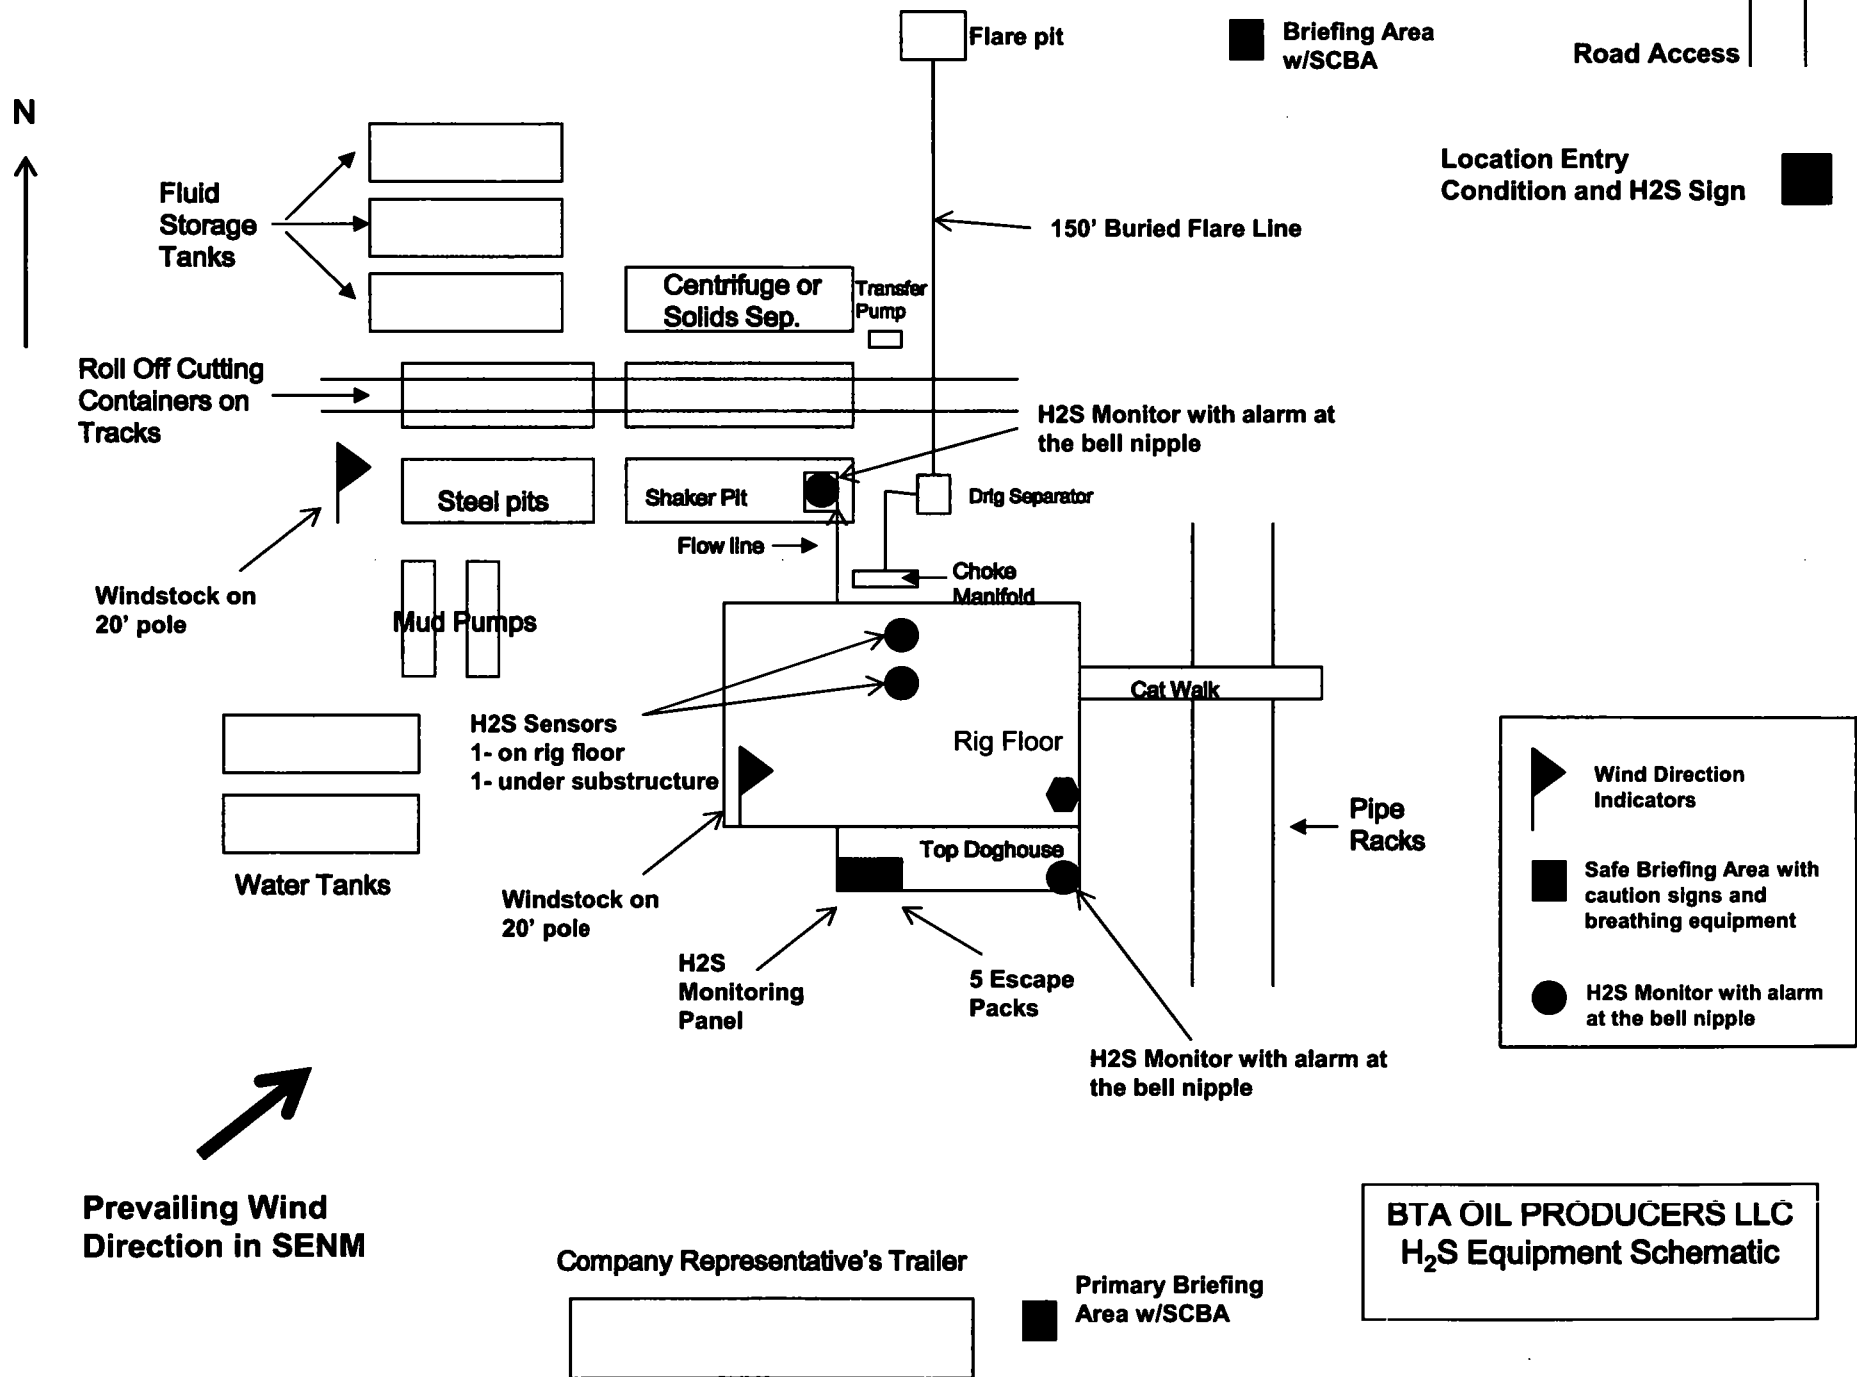 Flare pit
Briefing Area
w/SCBA
Road Access
N
Location Entry
Condition and H2S Sign
Fluid
Storage
Tanks
150' Buried Flare Line
Centrifuge or
Solids Sep.
Transfer
Pump
Roll Off Cutting
Containers on
Tracks
H2S Monitor with alarm at
the bell nipple
Steel pits
Shaker Pit
Drlg Separator
Flow line
Choke
Manifold
Windstock on
20' pole
Mud Pumps
Cat Walk
H2S Sensors
1- on rig floor
1- under substructure
Rig Floor
Wind Direction
Indicators
Pipe
Racks
Top Doghouse
Safe Briefing Area with
caution signs and
breathing equipment
Water Tanks
Windstock on
20' pole
H2S
Monitoring
Panel
5 Escape
Packs
H2S Monitor with alarm
at the bell nipple
H2S Monitor with alarm at
the bell nipple
Prevailing Wind
Direction in SENM
BTA OIL PRODUCERS LLC
H₂S Equipment Schematic
Company Representative's Trailer
Primary Briefing
Area w/SCBA